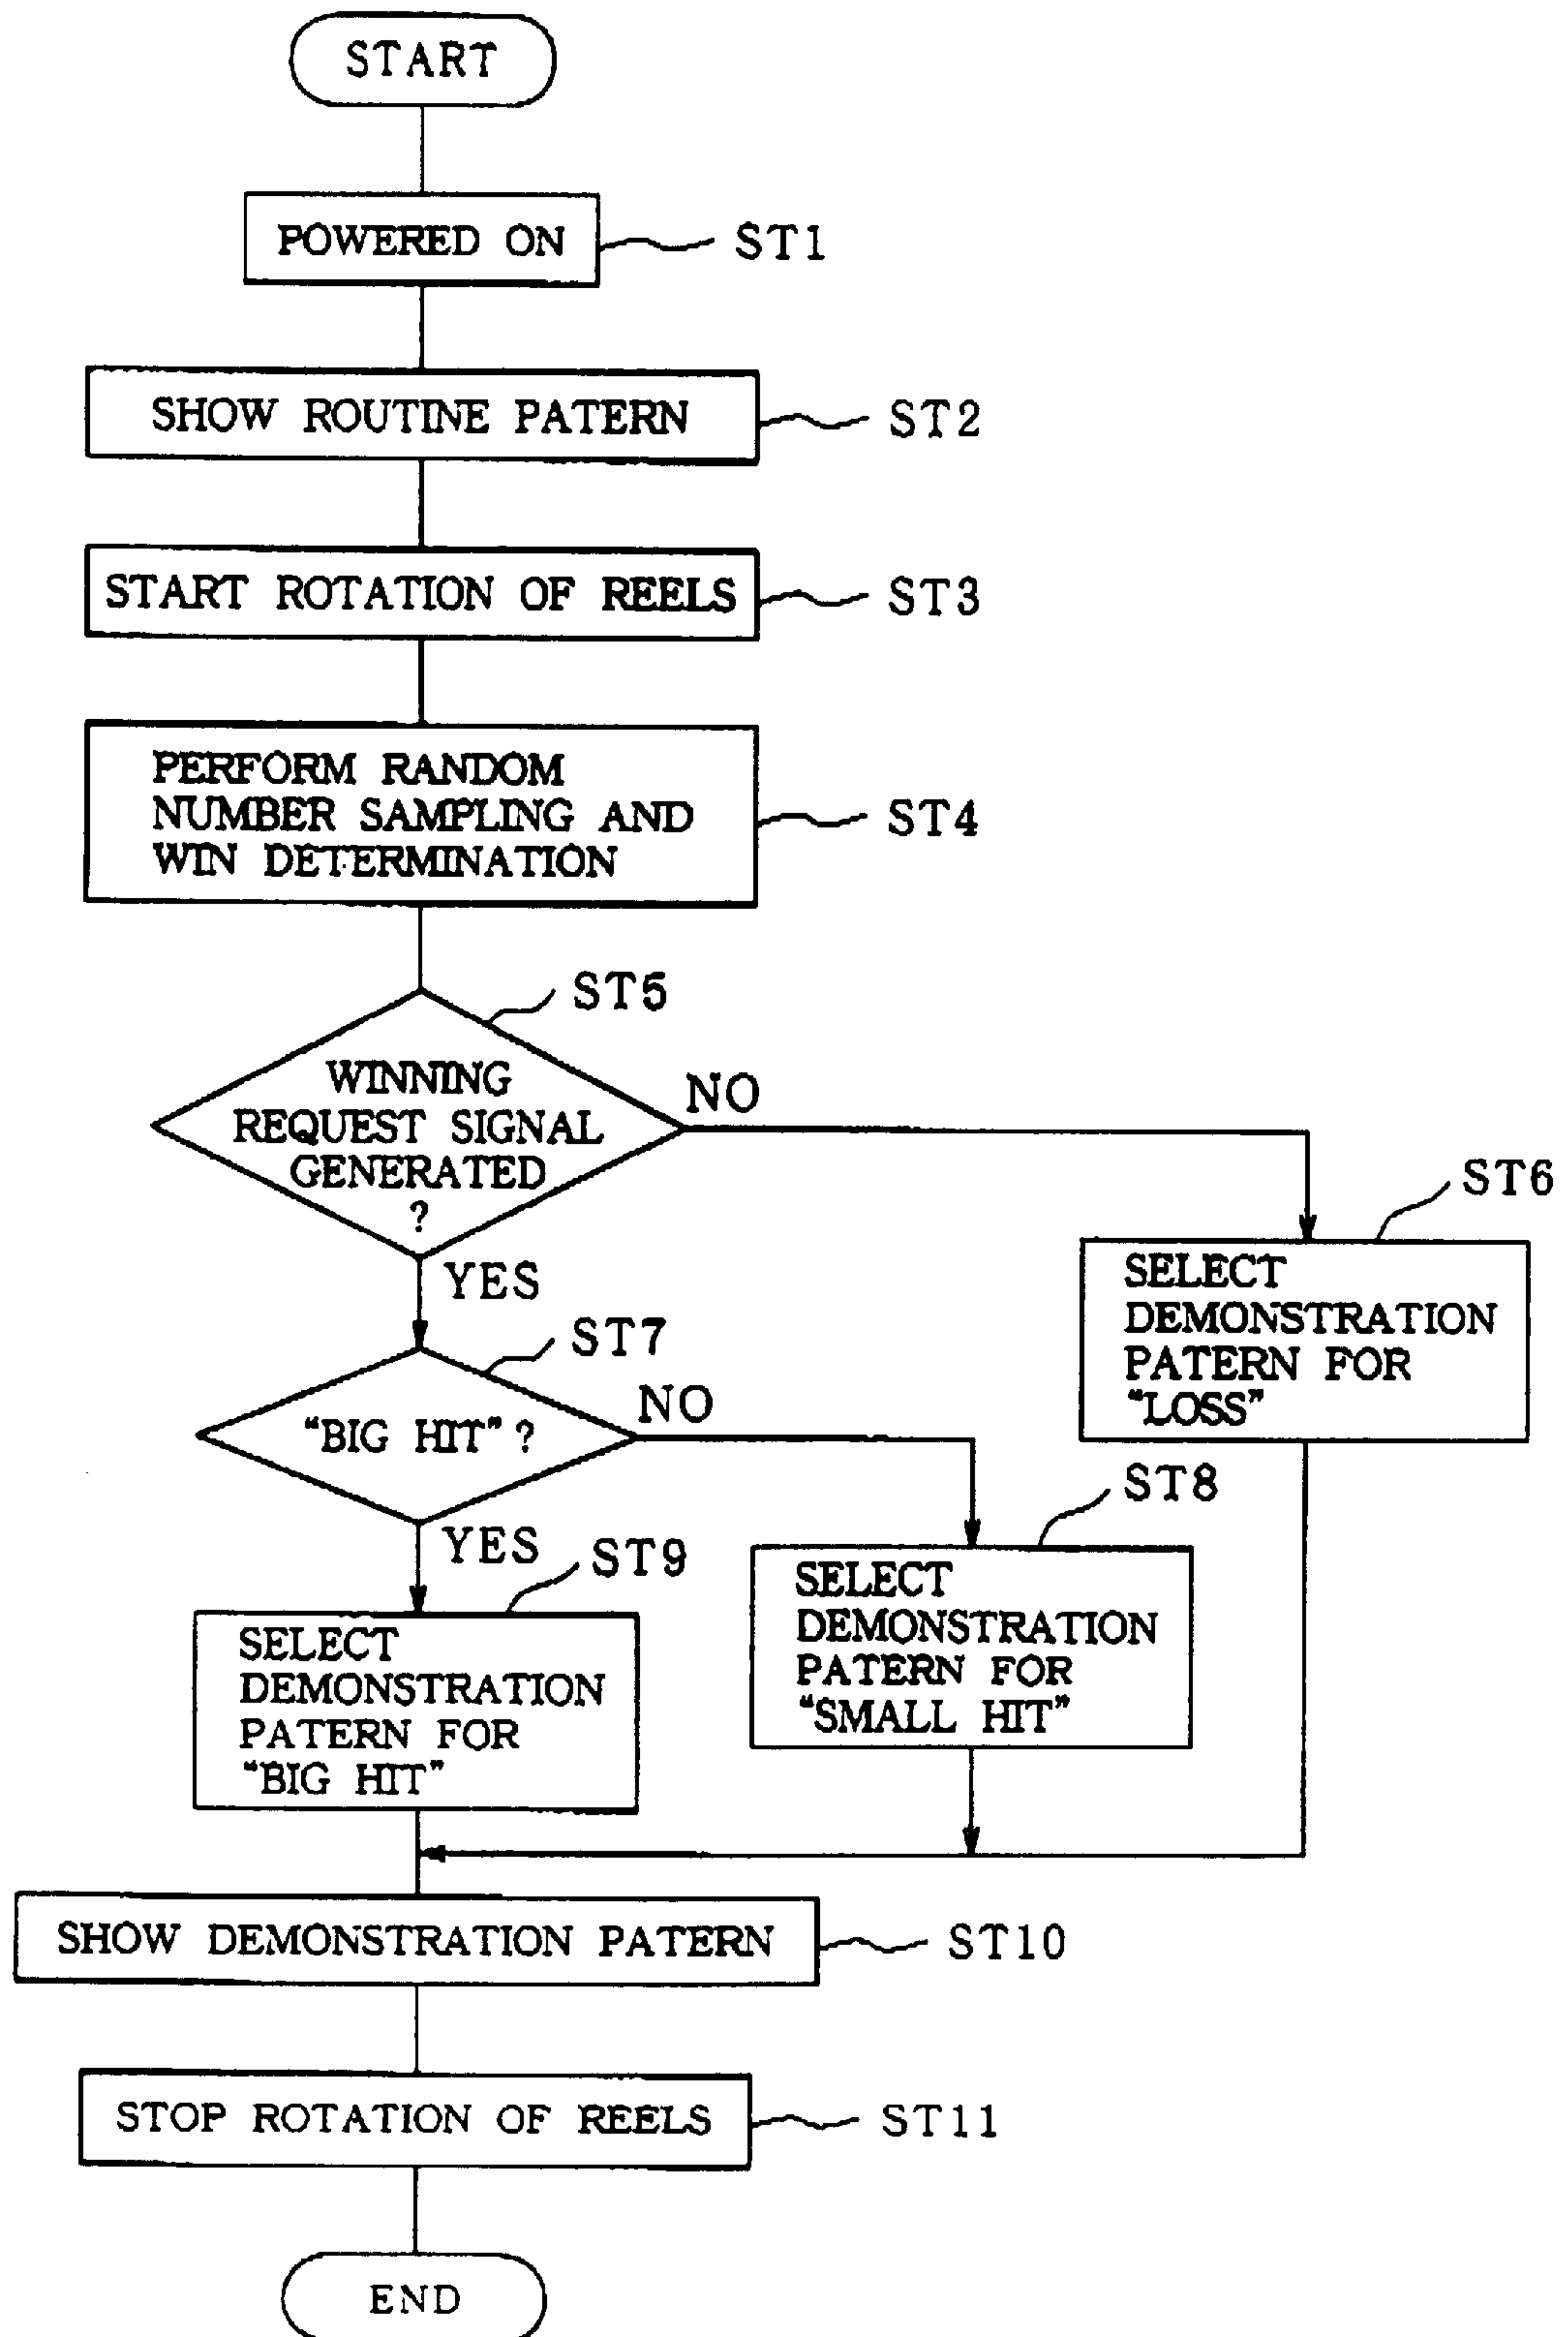 START
POWERED ON
ST1
SHOW ROUTINE PATERN
ST2
START ROTATION OF REELS
ST3
PERFORM RANDOM
NUMBER SAMPLING AND
WIN DETERMINATION
ST4
ST5
WINNING
REQUEST SIGNAL
GENERATED
?
NO
YES
ST6
SELECT
DEMONSTRATION
PATERN FOR
"LOSS"
ST7
"BIG HIT" ?
NO
YES
ST8
SELECT
DEMONSTRATION
PATERN FOR
"SMALL HIT"
ST9
SELECT
DEMONSTRATION
PATERN FOR
"BIG HIT"
SHOW DEMONSTRATION PATERN
ST10
STOP ROTATION OF REELS
ST11
END